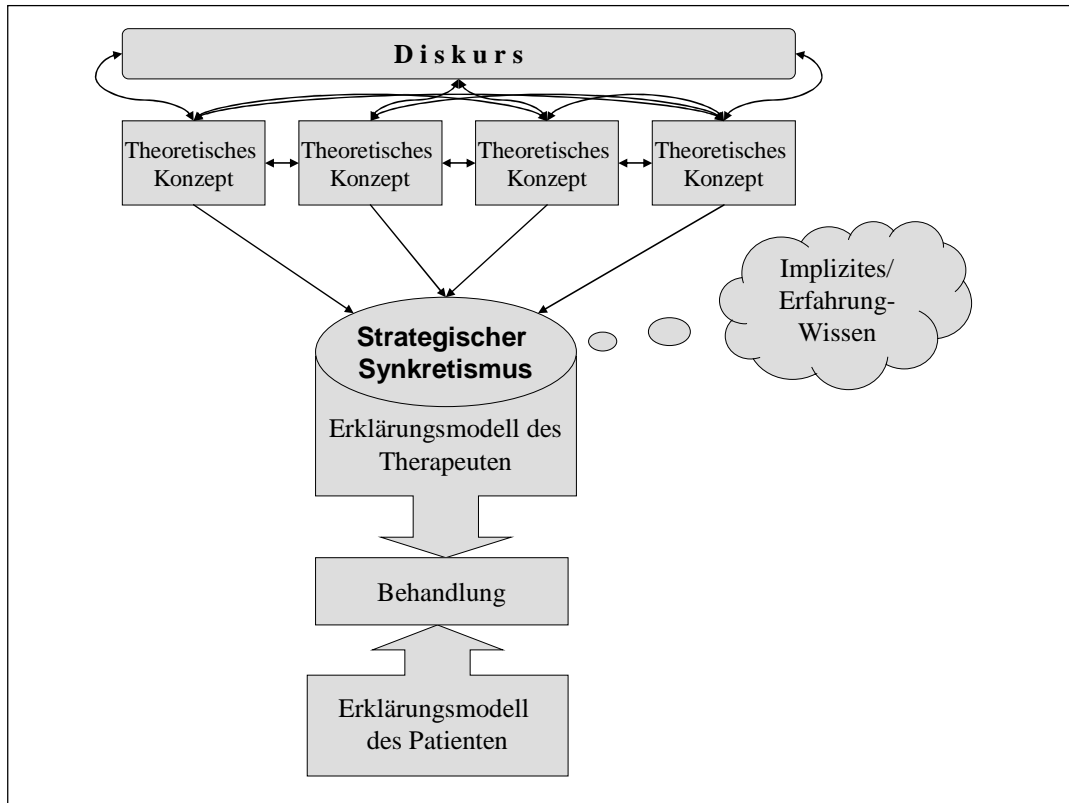 D i s k u r s
Theoretisches
Konzept
Theoretisches
Konzept
Theoretisches
Konzept
Theoretisches
Konzept
Implizites/
Erfahrung-
Wissen
Strategischer
Synkretismus
Erklärungsmodell des
Therapeuten
Behandlung
Erklärungsmodell
des Patienten